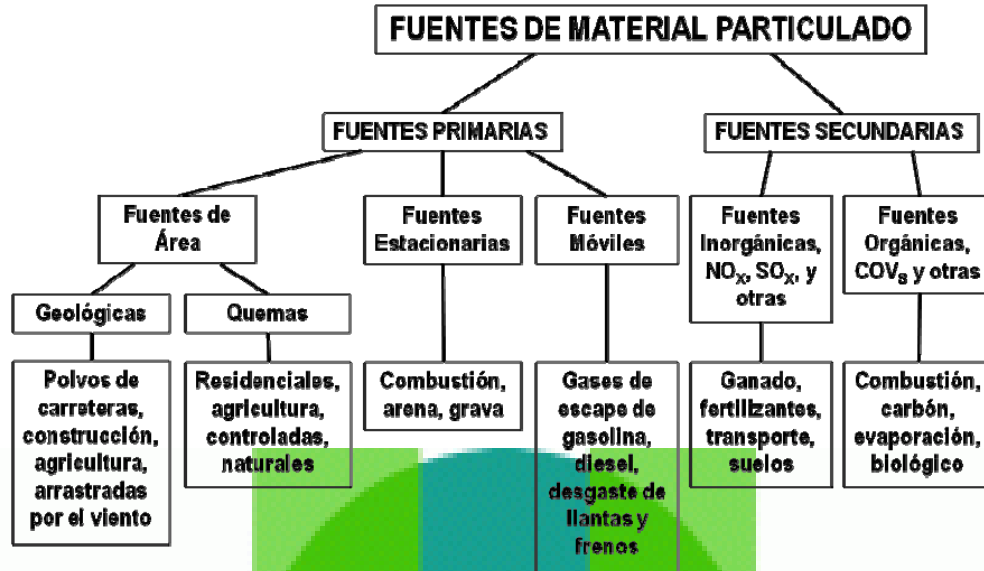 FUENTES DE MATERIAL PARTICULADO
FUENTES PRIMARIAS
FUENTES SECUNDARIAS
Fuentes de
Área
Fuentes
Estacionarias
Fuentes
Móviles
Fuentes
Inorgánicas,
NOX, SOX, y
otras
Fuentes
Orgánicas,
COVS y otras
Geológicas
Quemas
Polvos de
carreteras,
construcción,
agricultura,
arrastradas
por el viento
Residenciales,
agricultura,
controladas,
naturales
Combustión,
arena, grava
Gases de
escape de
gasolina,
diesel,
desgaste de
llantas y
frenos
Ganado,
fertilizantes,
transporte,
suelos
Combustión,
carbón,
evaporación,
biológico